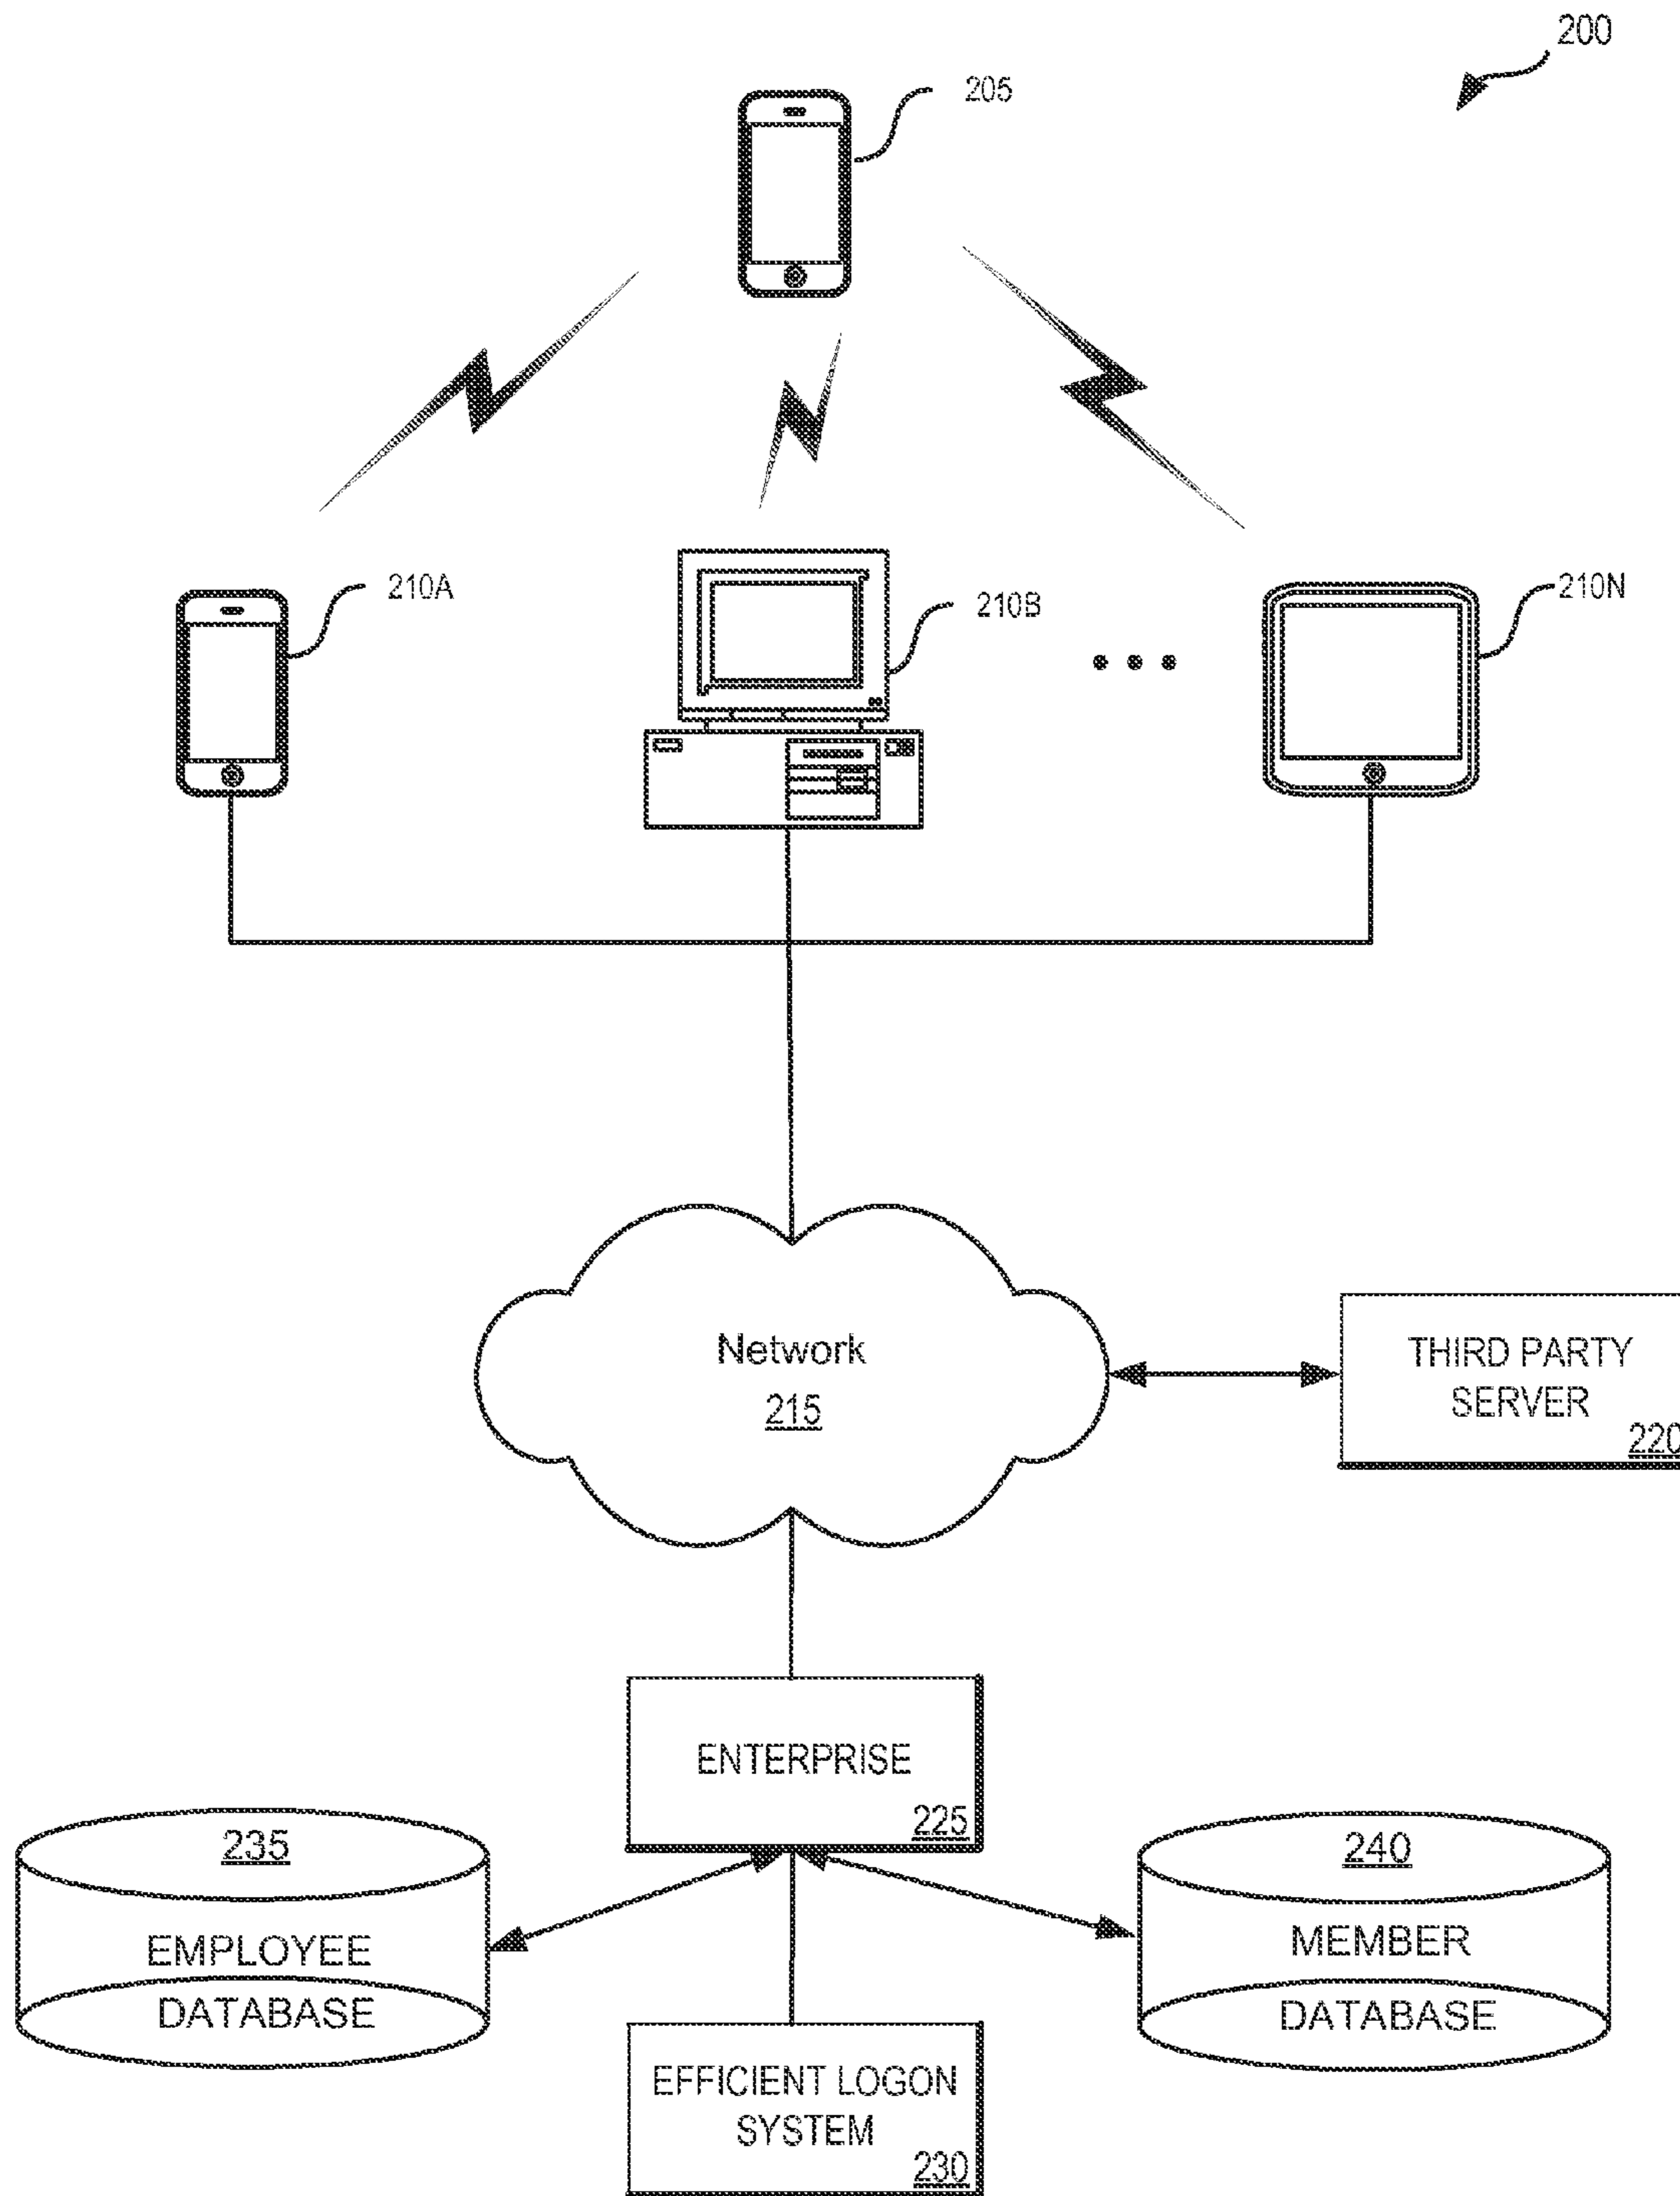 200
205
210A
210B
210N
Network
215
THIRD PARTY
SERVER
220
ENTERPRISE
225
235
EMPLOYEE
DATABASE
240
MEMBER
DATABASE
EFFICIENT LOGON
SYSTEM
230